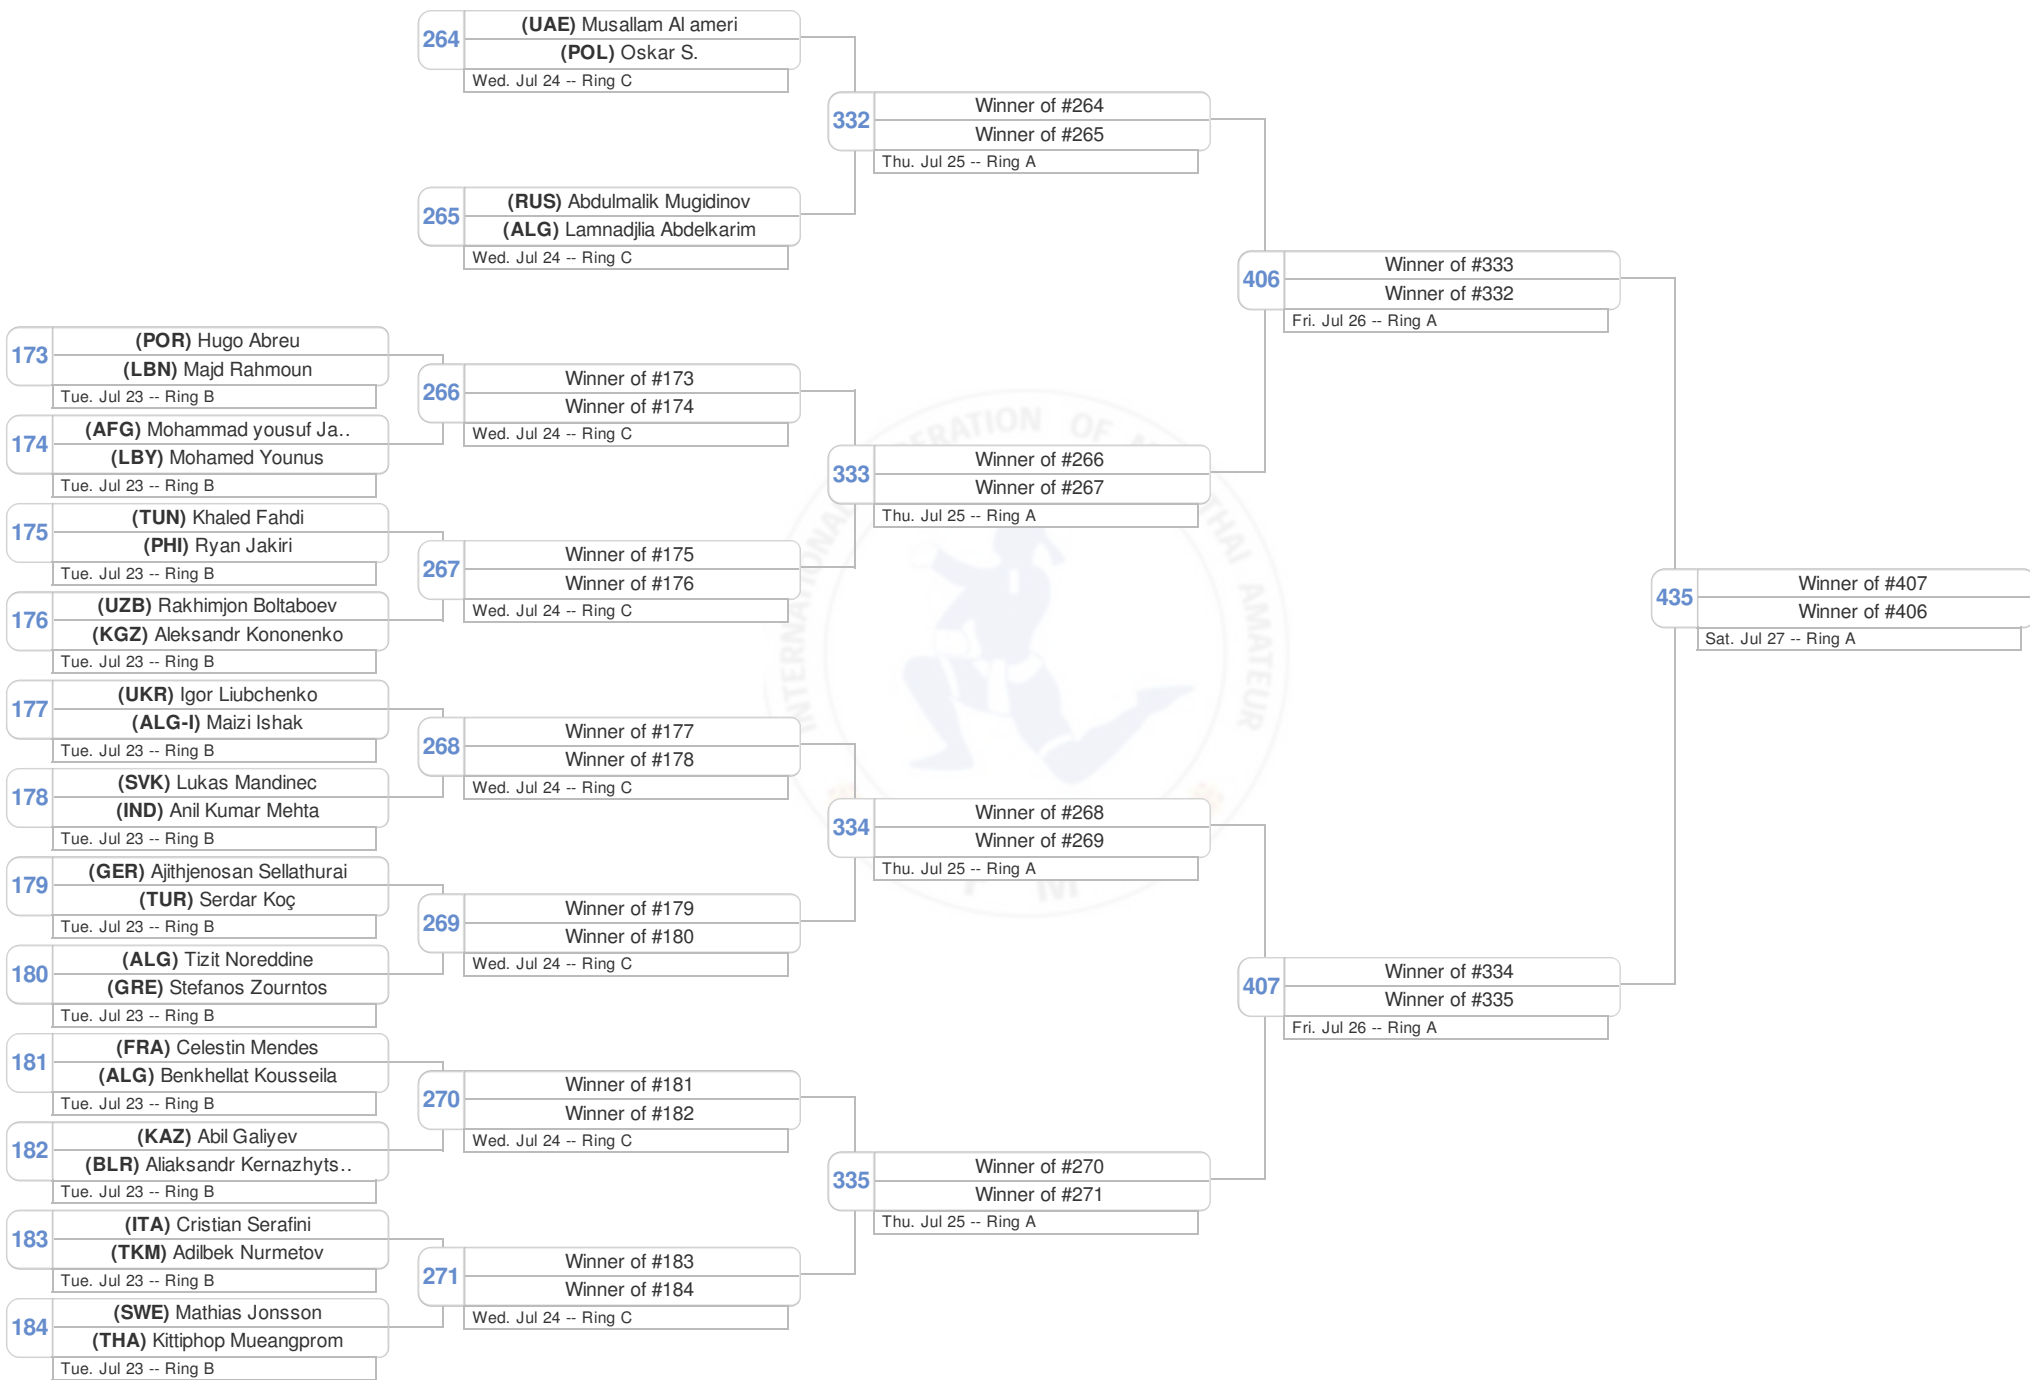 264
(UAE) Musallam Al ameri
(POL) Oskar S.
Wed. Jul 24 -- Ring C
265
(RUS) Abdulmalik Mugidinov
(ALG) Lamnadjlia Abdelkarim
Wed. Jul 24 -- Ring C
173
(POR) Hugo Abreu
(LBN) Majd Rahmoun
Tue. Jul 23 -- Ring B
174
(AFG) Mohammad yousuf Ja..
(LBY) Mohamed Younus
Tue. Jul 23 -- Ring B
175
(TUN) Khaled Fahdi
(PHI) Ryan Jakiri
Tue. Jul 23 -- Ring B
176
(UZB) Rakhimjon Boltaboev
(KGZ) Aleksandr Kononenko
Tue. Jul 23 -- Ring B
177
(UKR) Igor Liubchenko
(ALG-I) Maizi Ishak
Tue. Jul 23 -- Ring B
178
(SVK) Lukas Mandinec
(IND) Anil Kumar Mehta
Tue. Jul 23 -- Ring B
179
(GER) Ajithjenosan Sellathurai
(TUR) Serdar Koç
Tue. Jul 23 -- Ring B
180
(ALG) Tizit Noreddine
(GRE) Stefanos Zourntos
Tue. Jul 23 -- Ring B
181
(FRA) Celestin Mendes
(ALG) Benkhellat Kousseila
Tue. Jul 23 -- Ring B
182
(KAZ) Abil Galiyev
(BLR) Aliaksandr Kernazhyts..
Tue. Jul 23 -- Ring B
183
(ITA) Cristian Serafini
(TKM) Adilbek Nurmetov
Tue. Jul 23 -- Ring B
184
(SWE) Mathias Jonsson
(THA) Kittiphop Mueangprom
Tue. Jul 23 -- Ring B
266
Winner of #173
Winner of #174
Wed. Jul 24 -- Ring C
267
Winner of #175
Winner of #176
Wed. Jul 24 -- Ring C
268
Winner of #177
Winner of #178
Wed. Jul 24 -- Ring C
269
Winner of #179
Winner of #180
Wed. Jul 24 -- Ring C
270
Winner of #181
Winner of #182
Wed. Jul 24 -- Ring C
271
Winner of #183
Winner of #184
Wed. Jul 24 -- Ring C
332
Winner of #264
Winner of #265
Thu. Jul 25 -- Ring A
333
Winner of #266
Winner of #267
Thu. Jul 25 -- Ring A
334
Winner of #268
Winner of #269
Thu. Jul 25 -- Ring A
335
Winner of #270
Winner of #271
Thu. Jul 25 -- Ring A
406
Winner of #333
Winner of #332
Fri. Jul 26 -- Ring A
407
Winner of #334
Winner of #335
Fri. Jul 26 -- Ring A
435
Winner of #407
Winner of #406
Sat. Jul 27 -- Ring A
INTERNATIONAL
OF
THAI AMATEUR